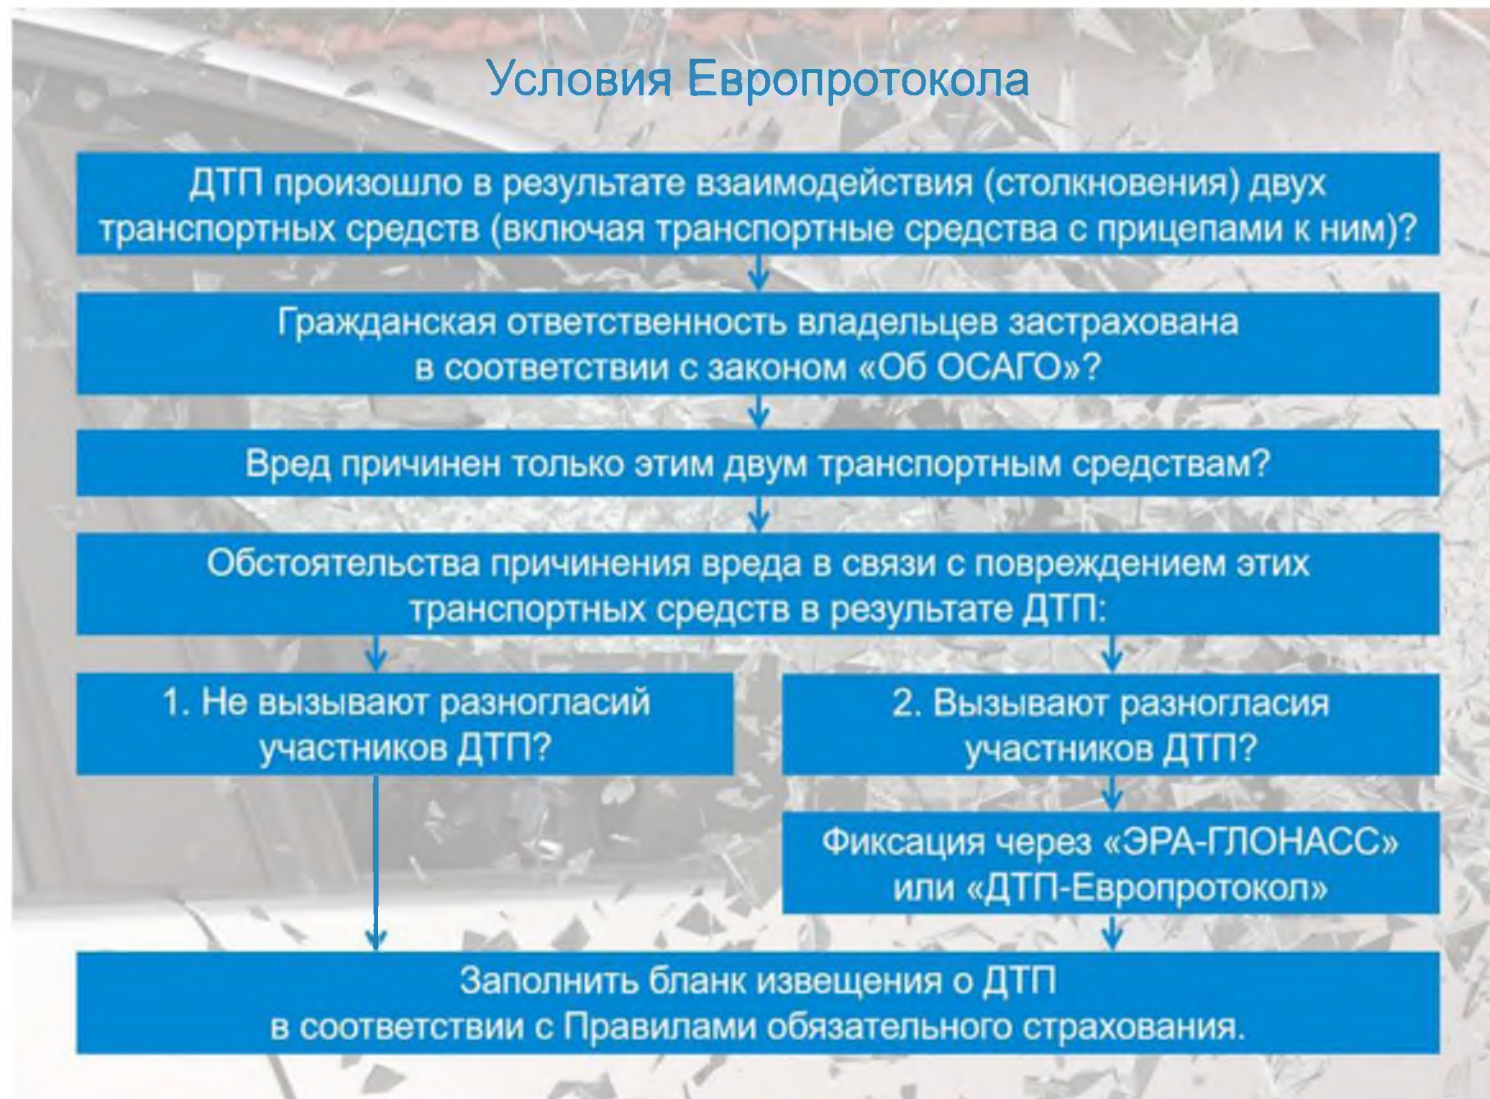 Условия Европротокола
ДТП произошло в результате взаимодействия (столкновения) двух
транспортных средств (включая транспортные средства с прицепами к ним)?
Гражданская ответственность владельцев застрахована
в соответствии с законом «Об ОСАГО»?
Вред причинен только этим двум транспортным средствам?
Обстоятельства причинения вреда в связи с повреждением этих
транспортных средств в результате ДТП:
1. Не вызывают разногласий
участников ДТП?
2. Вызывают разногласия
участников ДТП?
Фиксация через «ЭРА-ГЛОНАСС»
или «ДТП-Европротокол»
Заполнить бланк извещения о ДТП
в соответствии с Правилами обязательного страхования.